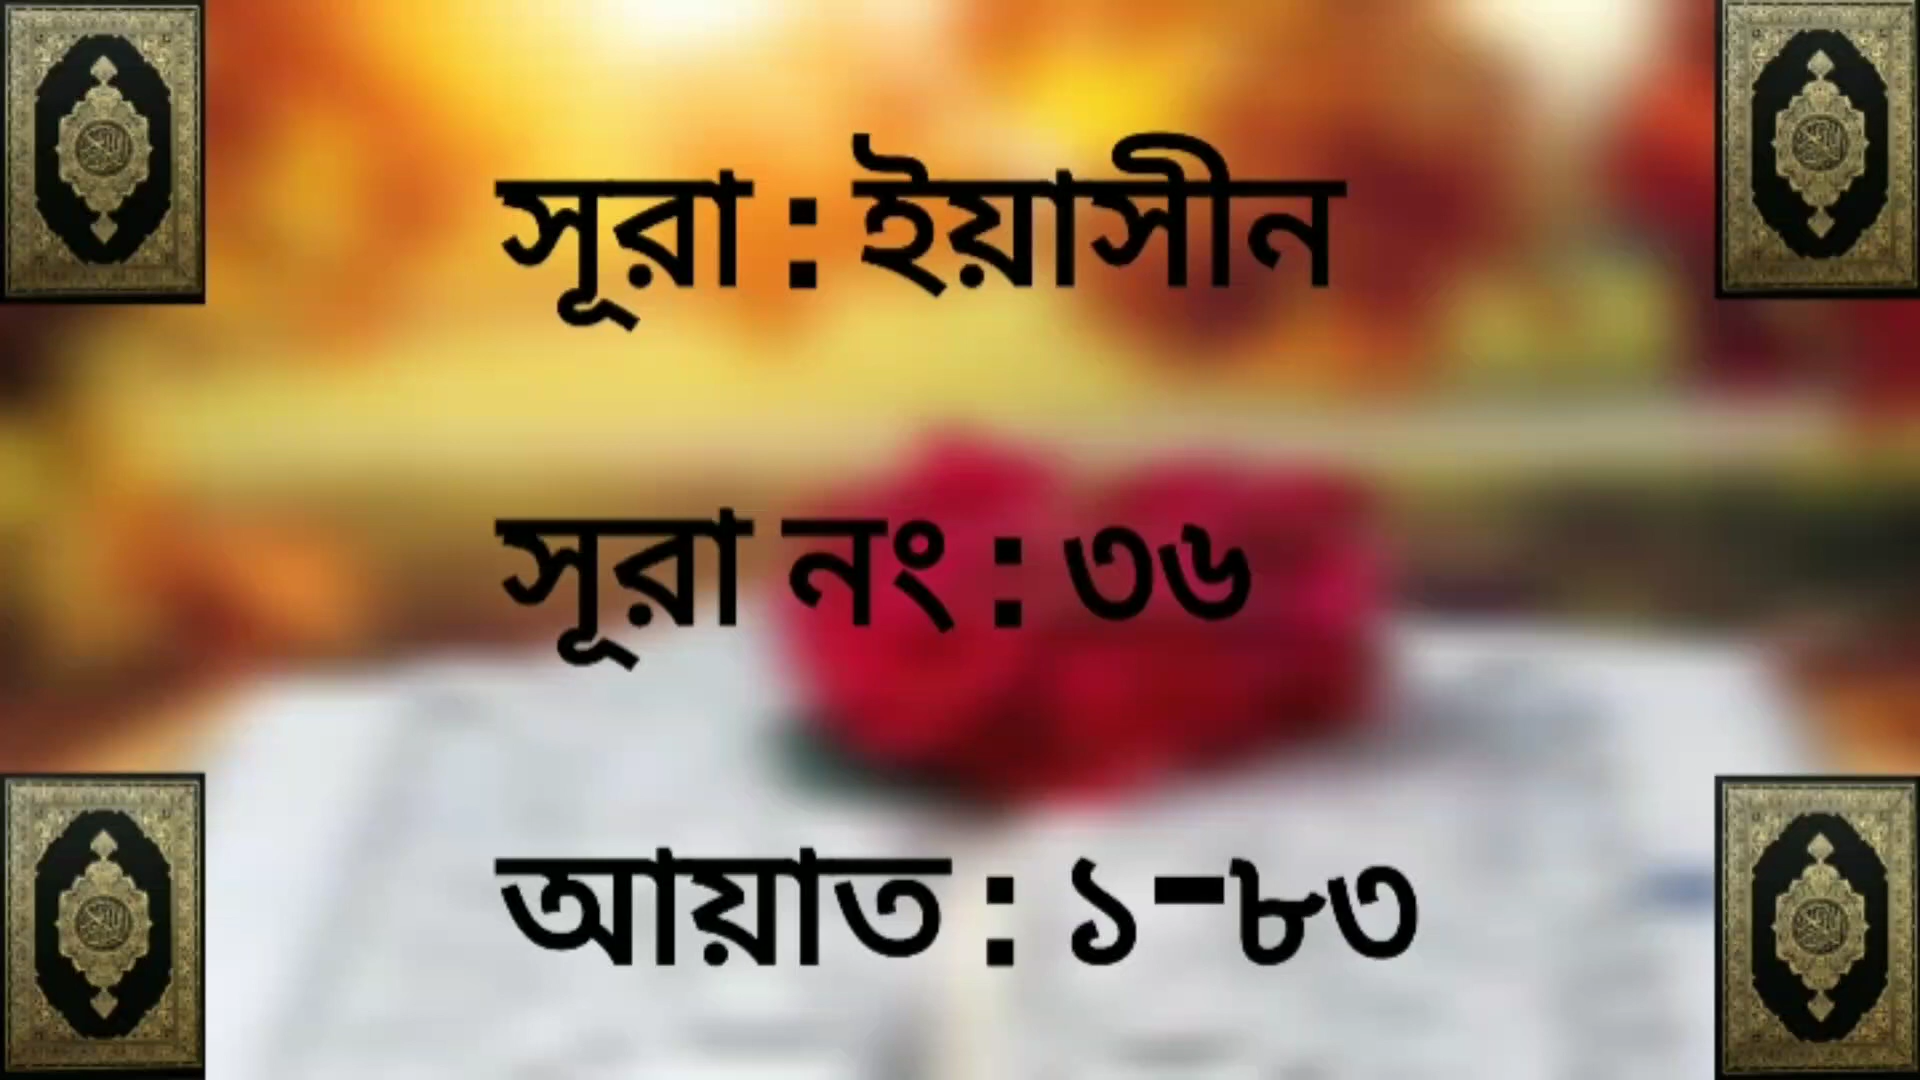 সূরা : ইয়াসীন
সূরা নং : ৩৬
আয়াত : ১-৮৩